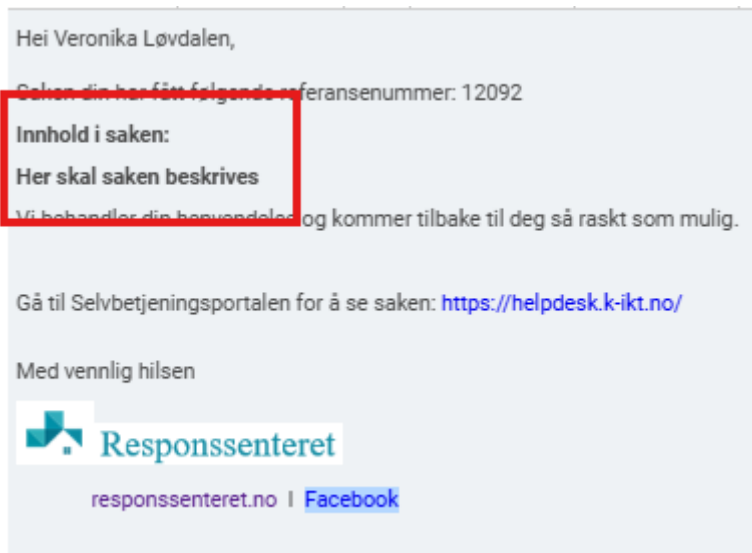 Hei Veronika Løvdalen,
Saken din har fått følgende referansenummer: 12092
Innhold i saken:
Her skal saken beskrives
Vi behandler din henvendelse og kommer tilbake til deg så raskt som mulig.
Gå til Selvbetjeningsportalen for å se saken: https://helpdesk.k-ikt.no/
Med vennlig hilsen
Responssenteret
responssenteret.no | Facebook